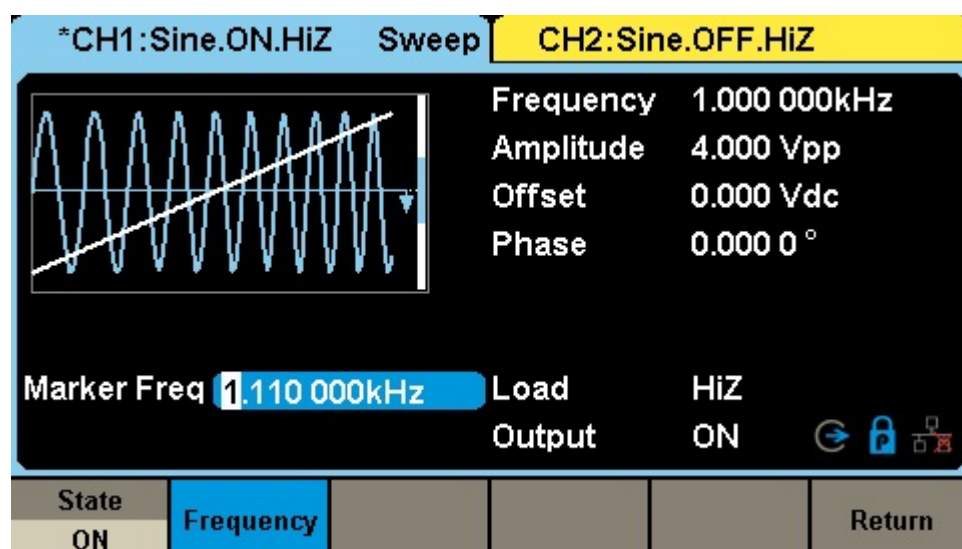 *CH1:Sine.ON.HiZ Sweep CH2:Sine.OFF.HiZ
Frequency 1.000 000kHz
Amplitude 4.000 Vpp
Offset 0.000 Vdc
Phase 0.000 0 °
Marker Freq 1.110 000kHz Load HiZ
Output ON
State
ON
Frequency
Return